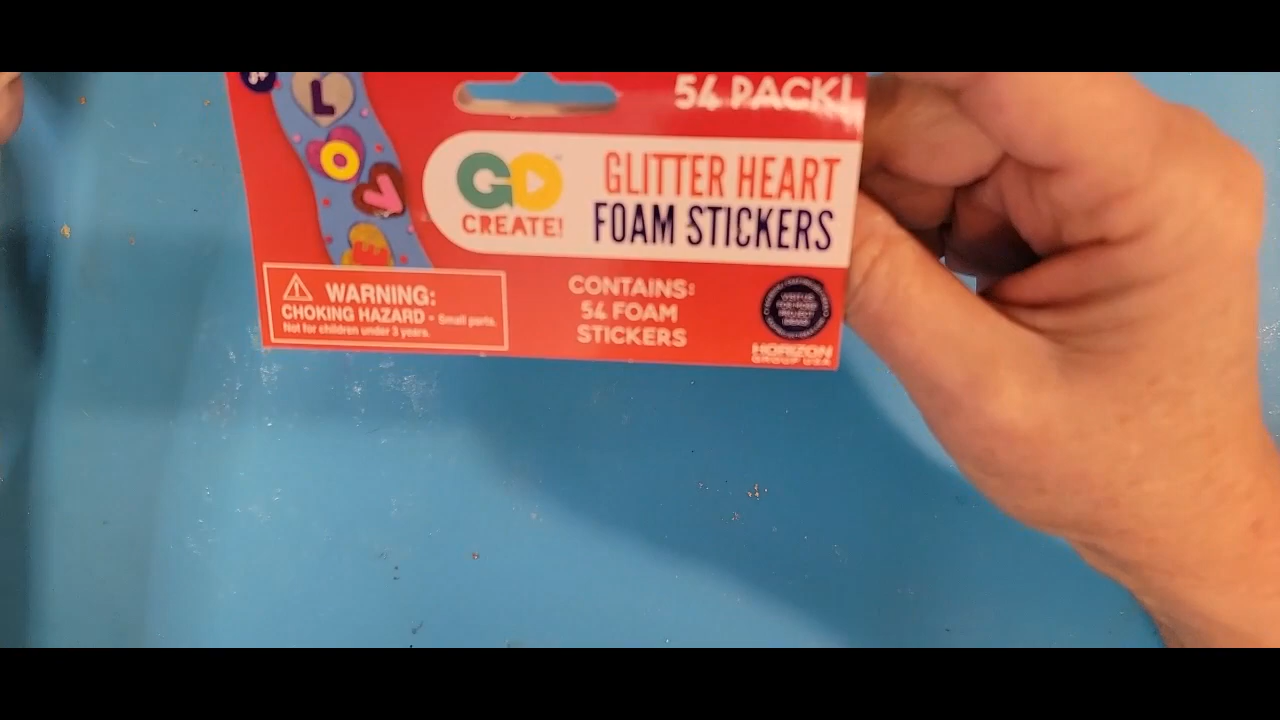 3+
L
O
V
54 PACK!
GO
CREATE!
GLITTER HEART
FOAM STICKERS
WARNING:
CHOKING HAZARD - Small parts.
Not for children under 3 years.
CONTAINS:
54 FOAM
STICKERS
HORIZON
GROUP USA